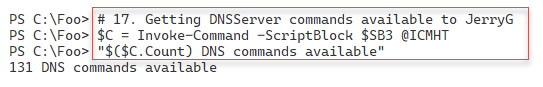 PS C:\Foo> # 17. Getting DNSServer commands available to JerryG
PS C:\Foo> $C = Invoke-Command -ScriptBlock $SB3 @ICMHT
PS C:\Foo> "$($C.Count) DNS commands available"
131 DNS commands available